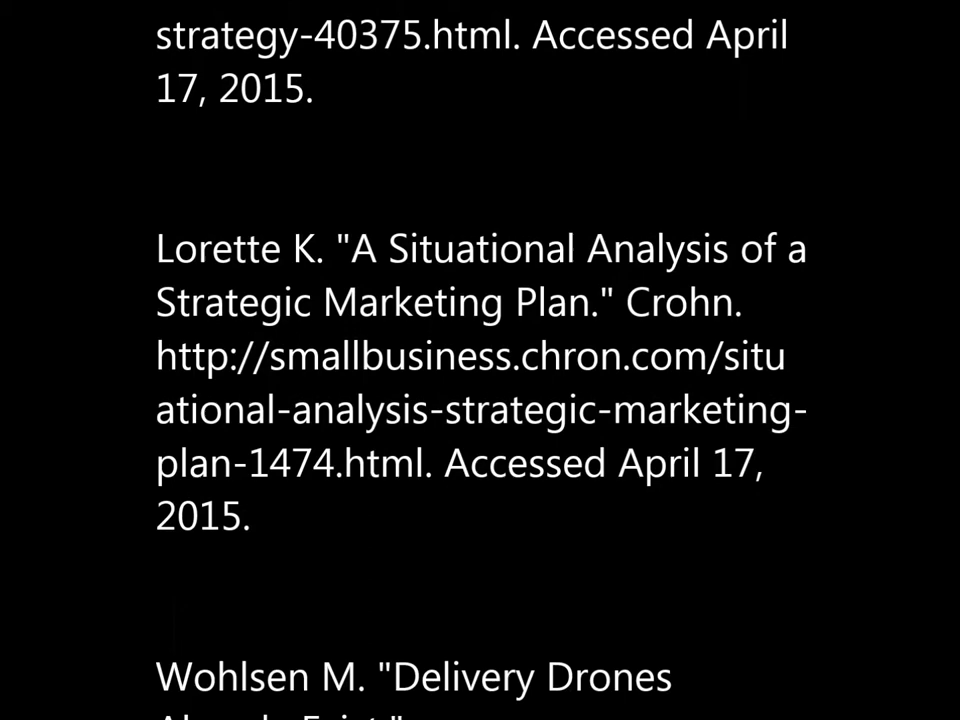 strategy-40375.html. Accessed April
17, 2015.
Lorette K. "A Situational Analysis of a
Strategic Marketing Plan." Crohn.
http://smallbusiness.chron.com/situ
ational-analysis-strategic-marketing-
plan-1474.html. Accessed April 17,
2015.
Wohlsen M. "Delivery Drones